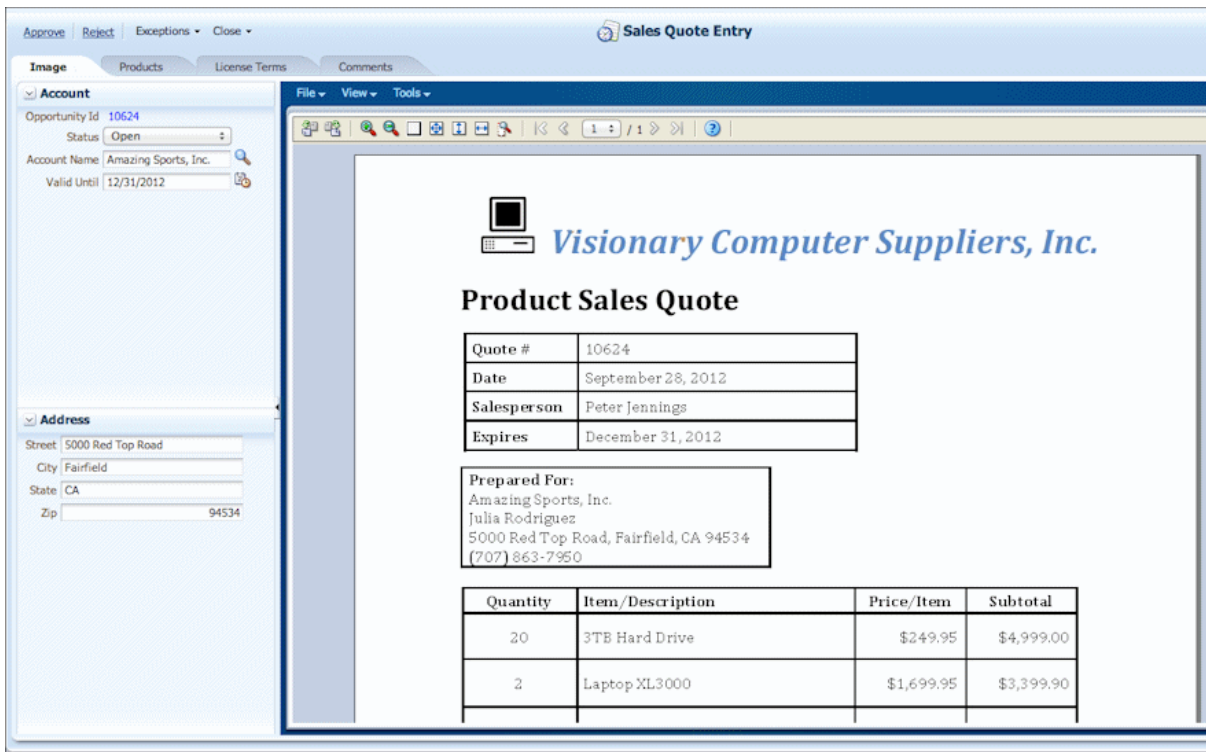 Approve Reject Exceptions Close
Sales Quote Entry
Image Products License Terms Comments
Account
Opportunity Id 10624
Status Open
Account Name Amazing Sports, Inc.
Valid Until 12/31/2012
Address
Street 5000 Red Top Road
City Fairfield
State CA
Zip 94534
File View Tools
1 / 1
Visionary Computer Suppliers, Inc.
Product Sales Quote
Quote # 10624
Date September 28, 2012
Salesperson Peter Jennings
Expires December 31, 2012
Prepared For:
Amazing Sports, Inc.
Julia Rodriguez
5000 Red Top Road, Fairfield, CA 94534
(707) 863-7950
Quantity Item/Description Price/Item Subtotal
20 3TB Hard Drive $249.95 $4,999.00
2 Laptop XL3000 $1,699.95 $3,399.90